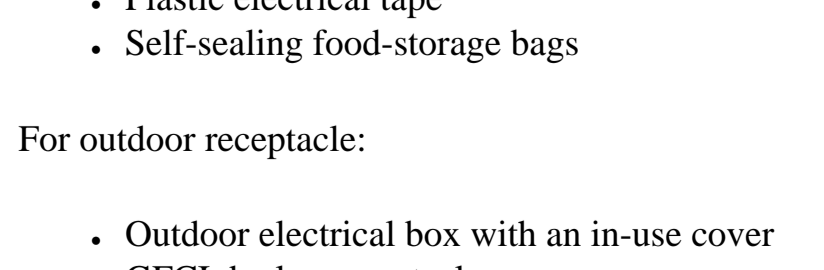 • Plastic electrical tape
• Self-sealing food-storage bags
For outdoor receptacle:
• Outdoor electrical box with an in-use cover